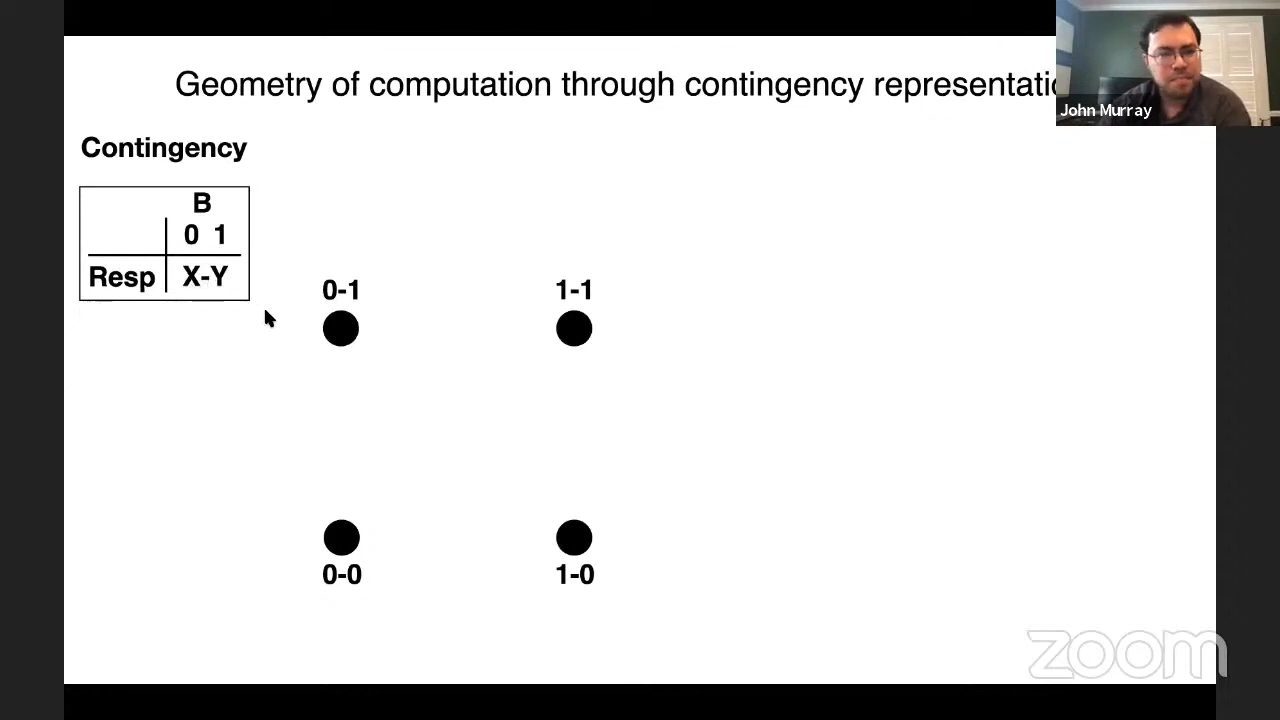 Geometry of computation through contingency
John Murray
Contingency
B
0 1
Resp X-Y
0-1 1-1
0-0 1-0
zoom